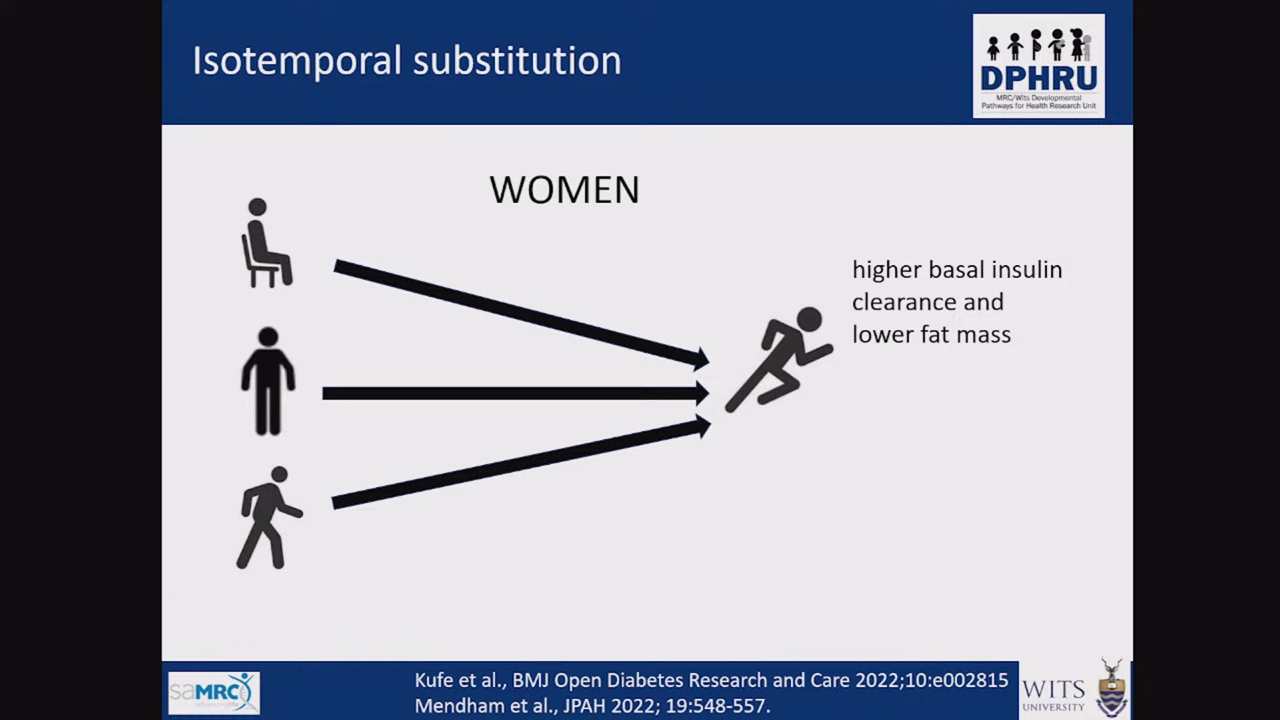 Isotemporal substitution
DPHRU
MRC/Wits Developmental
Pathways for Health Research Unit
WOMEN
higher basal insulin
clearance and
lower fat mass
saMRC
Kufe et al., BMJ Open Diabetes Research and Care 2022;10:e002815
Mendham et al., JPAH 2022; 19:548-557.
WITS
UNIVERSITY